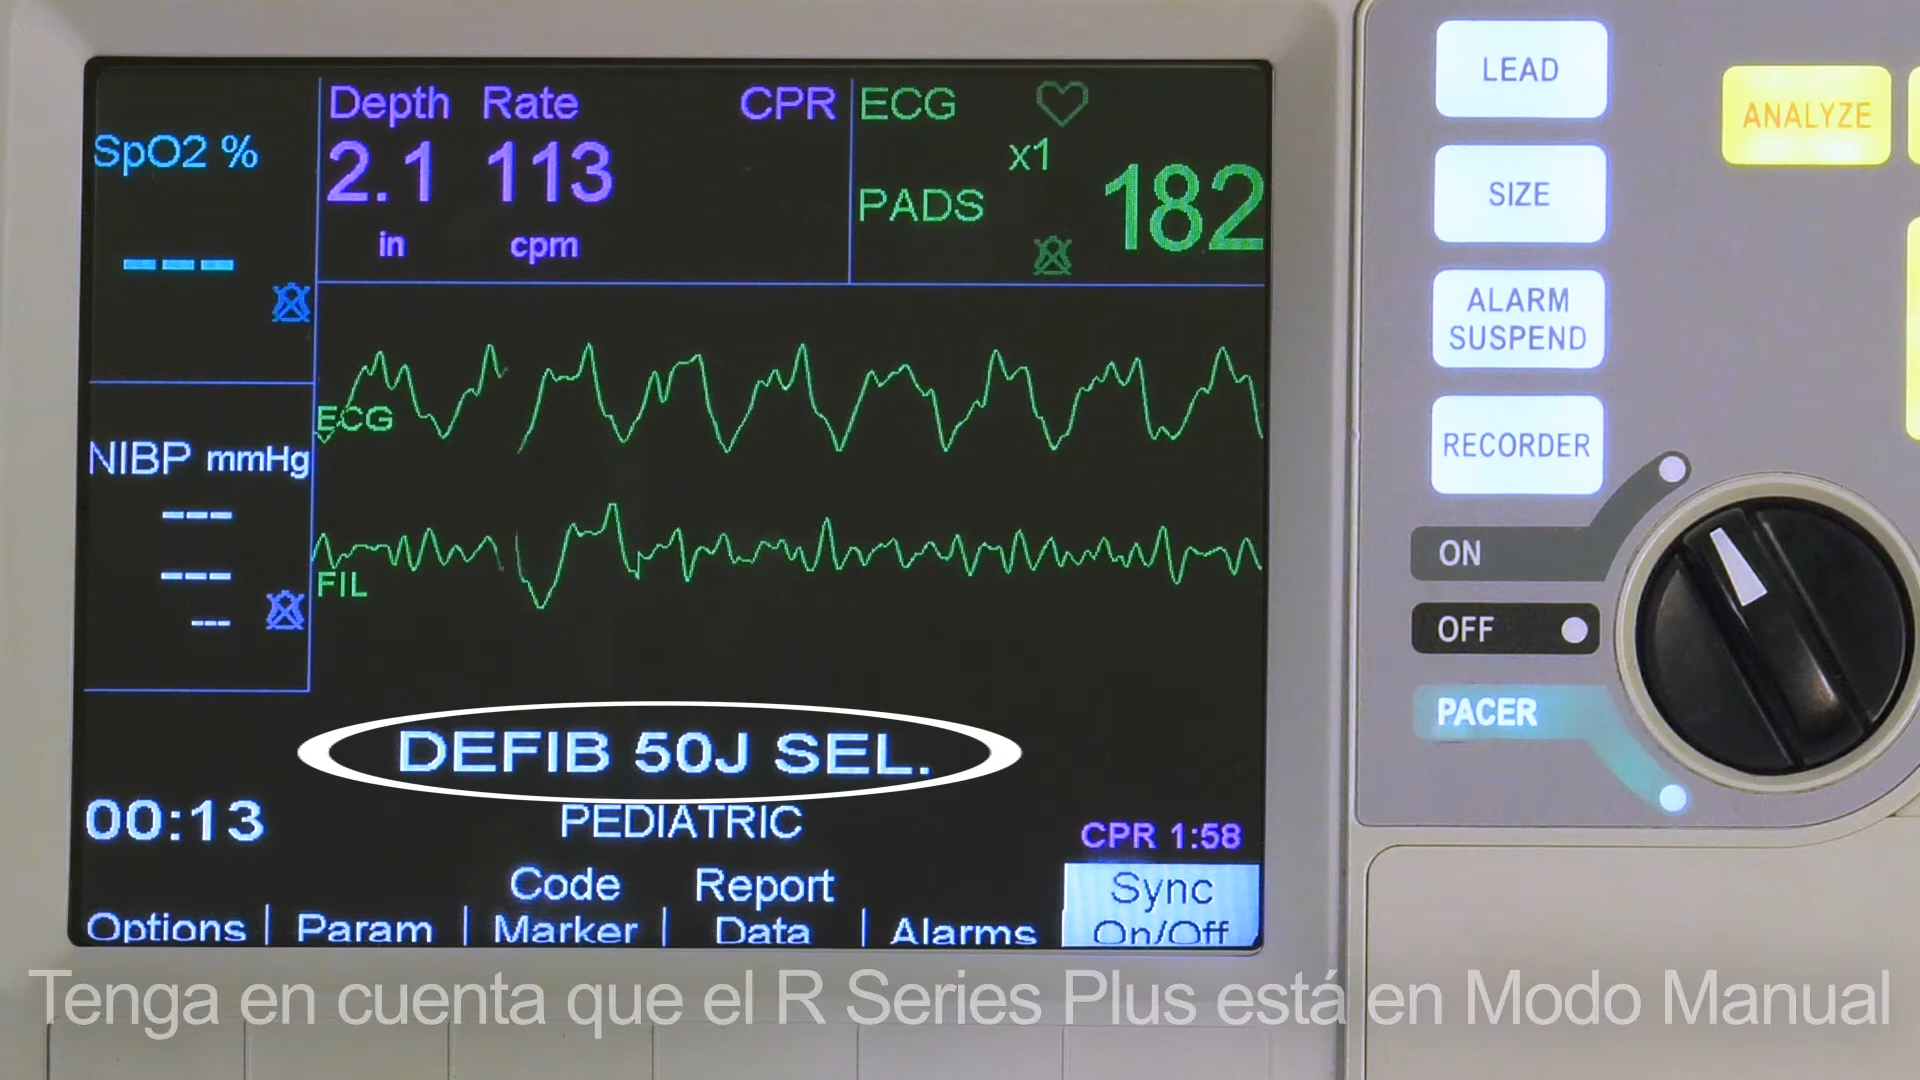 SpO2 %
---
NIBP mmHg
---
---
---
Depth Rate CPR
2.1 113
in cpm
ECG
x1
PADS
182
ECG
FIL
DEFIB 50J SEL.
PEDIATRIC
00:13
CPR 1:58
Options
Param
Code
Marker
Report
Data
Alarms
Sync
On/Off
LEAD
SIZE
ALARM
SUSPEND
RECORDER
ANALYZE
ON
OFF
PACER
Tenga en cuenta que el R Series Plus está en Modo Manual